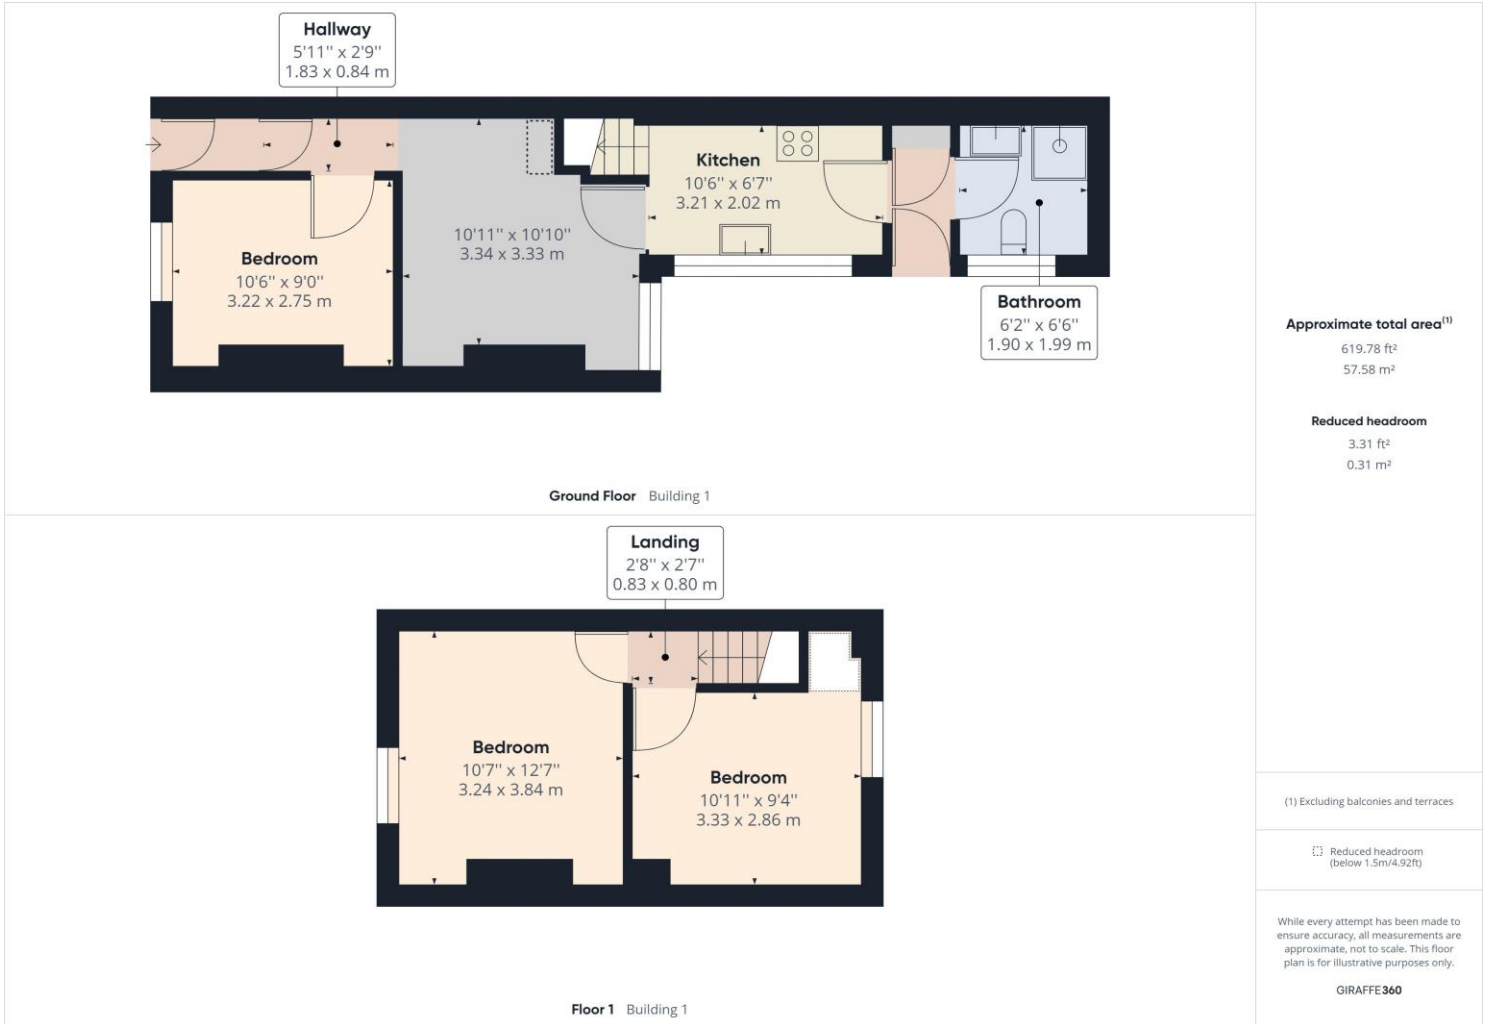 Hallway
5'11'' x 2'9''
1.83 x 0.84 m
Kitchen
10'6'' x 6'7''
3.21 x 2.02 m
10'11'' x 10'10''
3.34 x 3.33 m
Bedroom
10'6'' x 9'0''
3.22 x 2.75 m
Bathroom
6'2'' x 6'6''
1.90 x 1.99 m
Ground Floor Building 1
Landing
2'8'' x 2'7''
0.83 x 0.80 m
Bedroom
10'7'' x 12'7''
3.24 x 3.84 m
Bedroom
10'11'' x 9'4''
3.33 x 2.86 m
Floor 1 Building 1
Approximate total area(1)
619.78 ft²
57.58 m²
Reduced headroom
3.31 ft²
0.31 m²
(1) Excluding balconies and terraces
Reduced headroom
(below 1.5m/4.92ft)
While every attempt has been made to
ensure accuracy, all measurements are
approximate, not to scale. This floor
plan is for illustrative purposes only.
GIRAFFE360